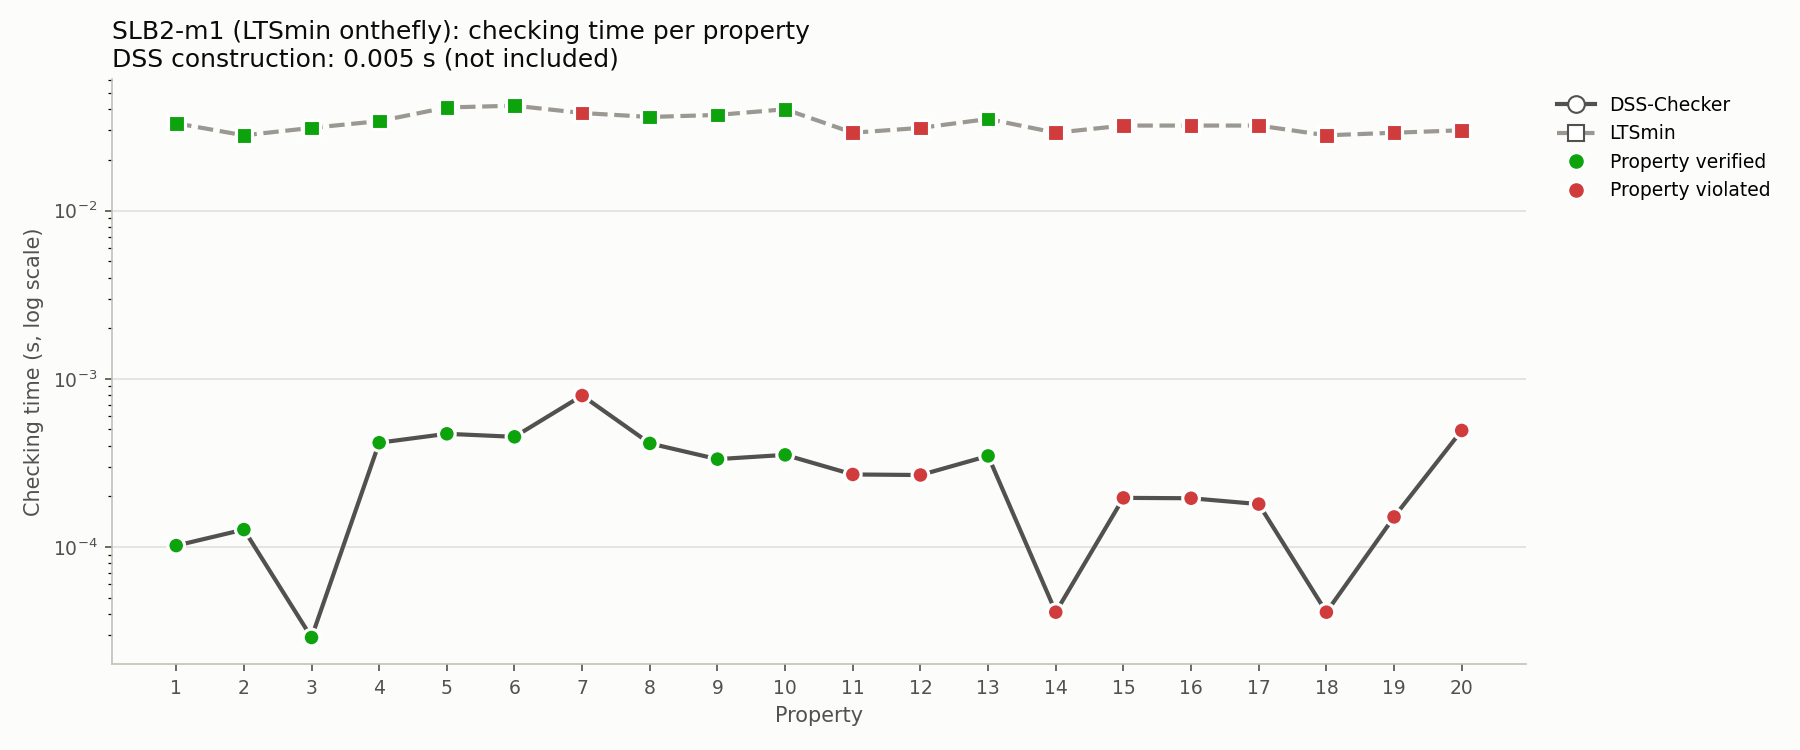 SLB2-m1 (LTSmin onthefly): checking time per property
DSS construction: 0.005 s (not included)
DSS-Checker
LTSmin
Property verified
Property violated
Checking time (s, log scale)
10⁻²
10⁻³
10⁻⁴
1 2 3 4 5 6 7 8 9 10 11 12 13 14 15 16 17 18 19 20
Property